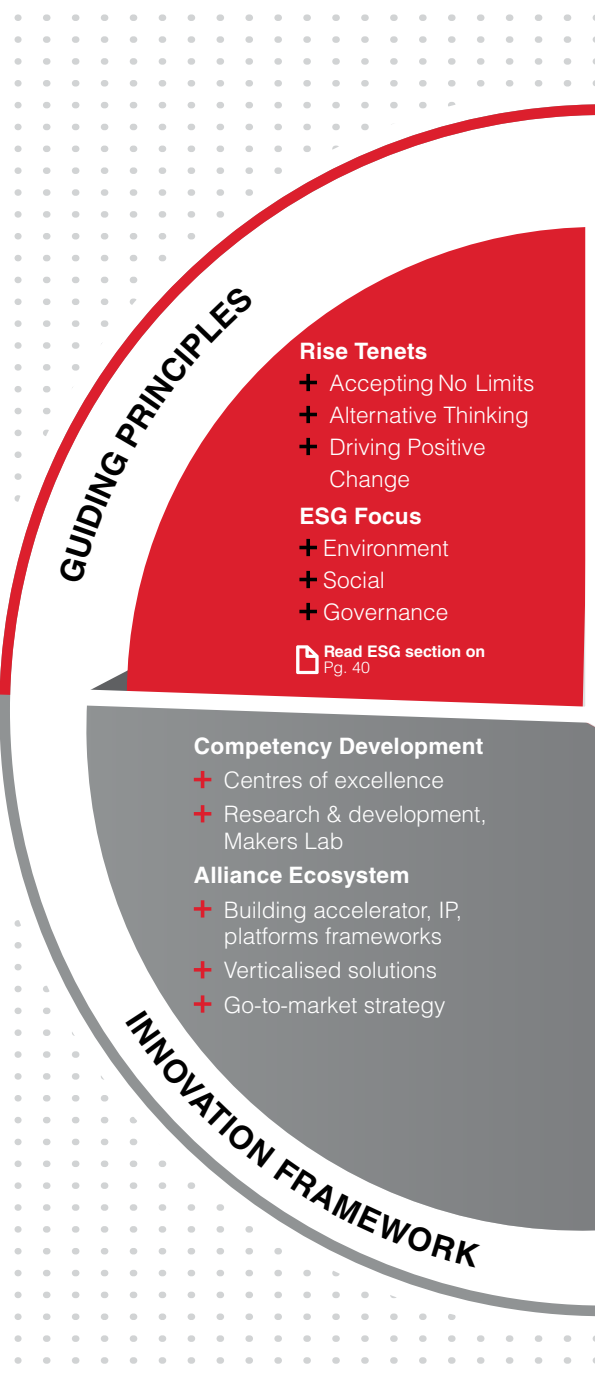 GUIDING PRINCIPLES
Rise Tenets
+ Accepting No Limits
+ Alternative Thinking
+ Driving Positive
Change
ESG Focus
+ Environment
+ Social
+ Governance
Read ESG section on
Pg. 40
Competency Development
+ Centres of excellence
+ Research & development,
Makers Lab
Alliance Ecosystem
+ Building accelerator, IP,
platforms frameworks
+ Verticalised solutions
+ Go-to-market strategy
INNOVATION FRAMEWORK